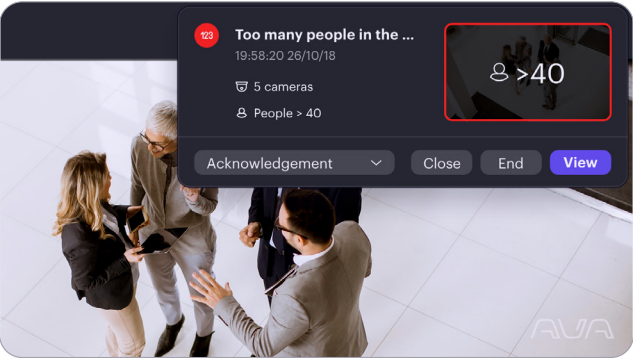 123
Too many people in the ...
19:58:20 26/10/18
5 cameras
People > 40
>40
Acknowledgement
Close
End
View
AVA